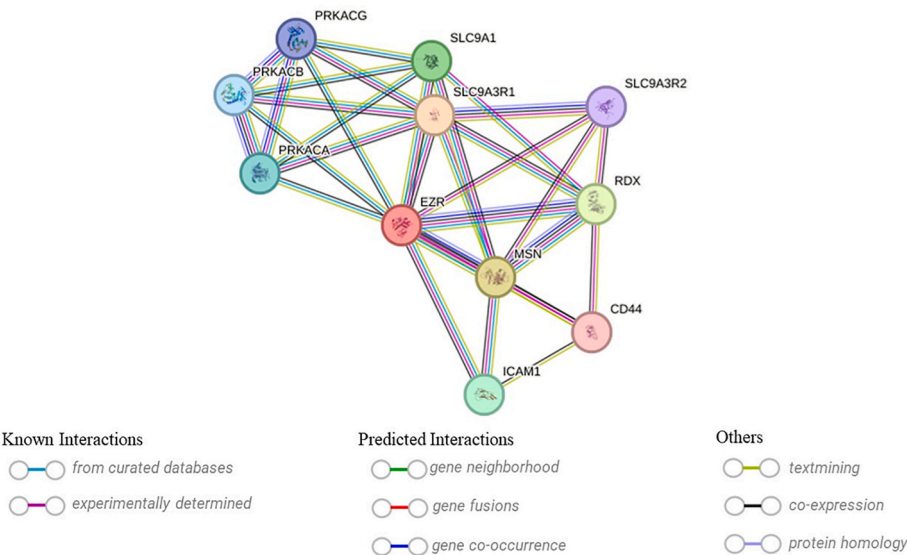 PRKACG
SLC9A1
PRKACB
SLC9A3R1
SLC9A3R2
PRKACA
RDX
EZR
MSN
CD44
ICAM1
Known Interactions
Predicted Interactions
Others
from curated databases
gene neighborhood
textmining
experimentally determined
gene fusions
co-expression
gene co-occurrence
protein homology